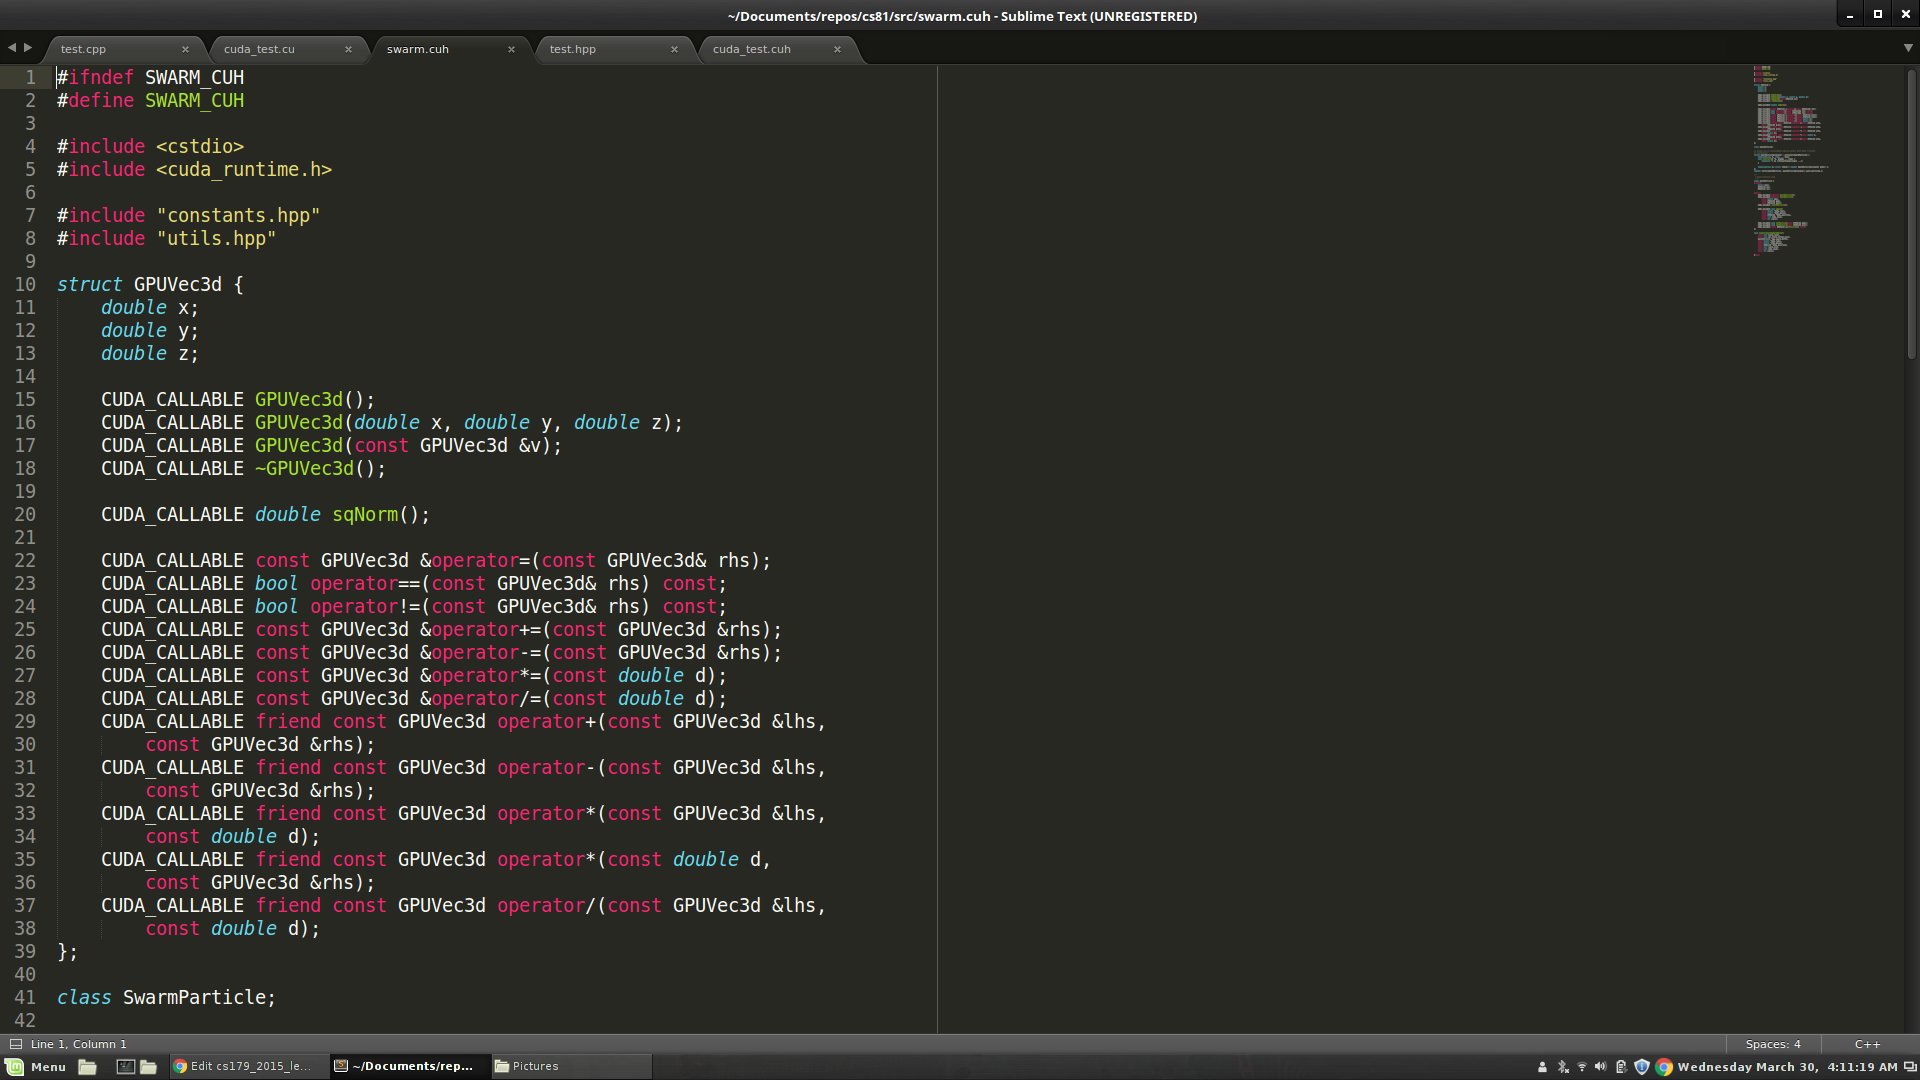 ~/Documents/repos/cs81/src/swarm.cuh - Sublime Text (UNREGISTERED)
test.cpp × cuda_test.cu × swarm.cuh × test.hpp × cuda_test.cuh ×
1 #ifndef SWARM_CUH
2 #define SWARM_CUH
3
4 #include <cstdio>
5 #include <cuda_runtime.h>
6
7 #include "constants.hpp"
8 #include "utils.hpp"
9
10 struct GPUVec3d {
11     double x;
12     double y;
13     double z;
14
15     CUDA_CALLABLE GPUVec3d();
16     CUDA_CALLABLE GPUVec3d(double x, double y, double z);
17     CUDA_CALLABLE GPUVec3d(const GPUVec3d &v);
18     CUDA_CALLABLE ~GPUVec3d();
19
20     CUDA_CALLABLE double sqNorm();
21
22     CUDA_CALLABLE const GPUVec3d &operator=(const GPUVec3d& rhs);
23     CUDA_CALLABLE bool operator==(const GPUVec3d& rhs) const;
24     CUDA_CALLABLE bool operator!=(const GPUVec3d& rhs) const;
25     CUDA_CALLABLE const GPUVec3d &operator+=(const GPUVec3d &rhs);
26     CUDA_CALLABLE const GPUVec3d &operator-=(const GPUVec3d &rhs);
27     CUDA_CALLABLE const GPUVec3d &operator*=(const double d);
28     CUDA_CALLABLE const GPUVec3d &operator/=(const double d);
29     CUDA_CALLABLE friend const GPUVec3d operator+(const GPUVec3d &lhs,
30         const GPUVec3d &rhs);
31     CUDA_CALLABLE friend const GPUVec3d operator-(const GPUVec3d &lhs,
32         const GPUVec3d &rhs);
33     CUDA_CALLABLE friend const GPUVec3d operator*(const GPUVec3d &lhs,
34         const double d);
35     CUDA_CALLABLE friend const GPUVec3d operator*(const double d,
36         const GPUVec3d &rhs);
37     CUDA_CALLABLE friend const GPUVec3d operator/(const GPUVec3d &lhs,
38         const double d);
39 };
40
41 class SwarmParticle;
42
Line 1, Column 1 Spaces: 4 C++
Menu Edit cs179_2015_le... ~/Documents/rep... Pictures Wednesday March 30, 4:11:19 AM